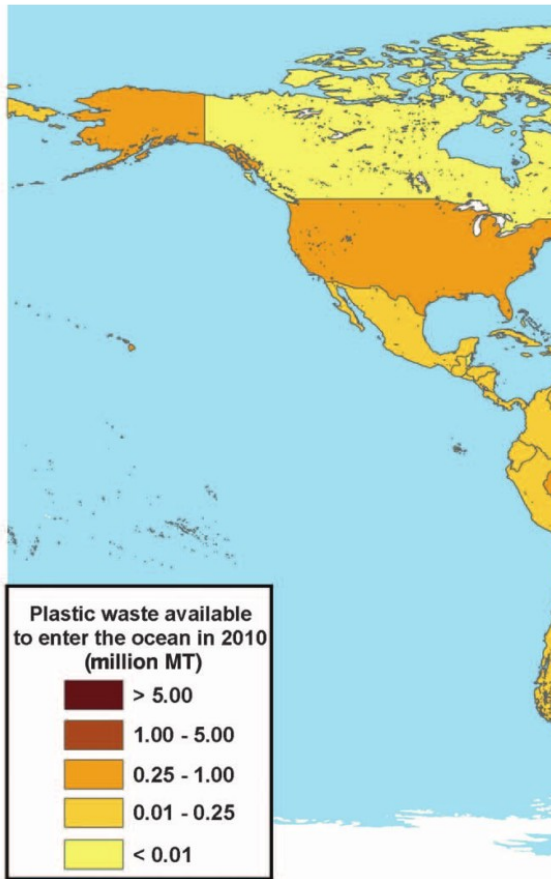 Plastic waste available
to enter the ocean in 2010
(million MT)
> 5.00
1.00 - 5.00
0.25 - 1.00
0.01 - 0.25
< 0.01